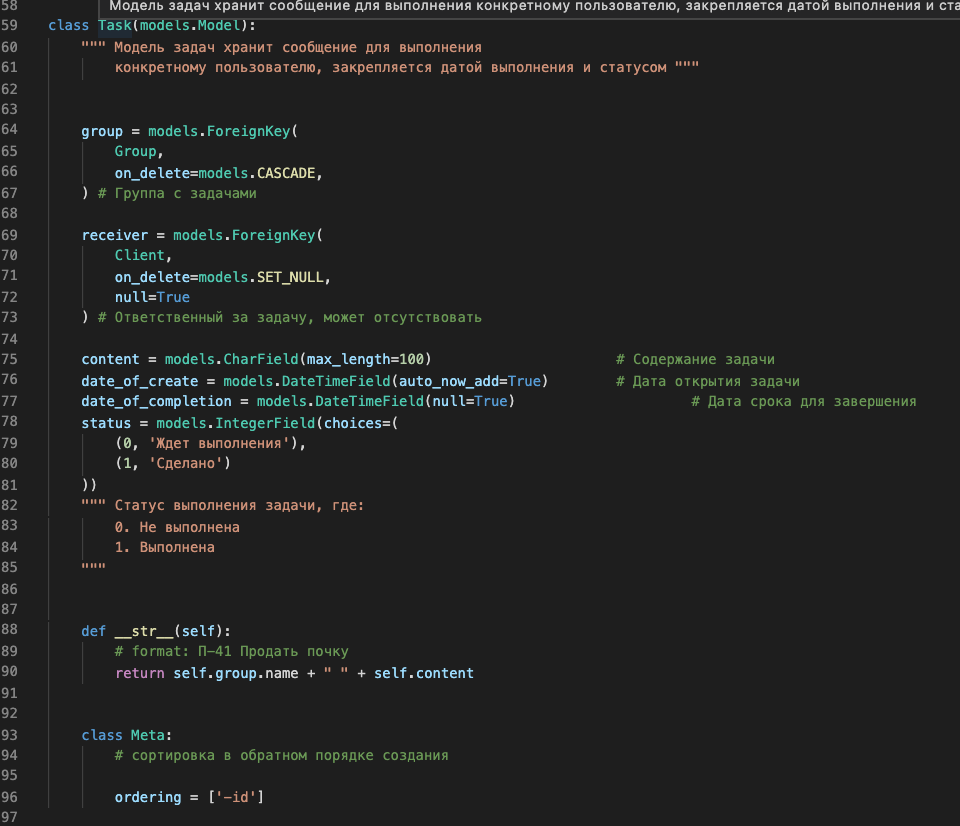 58 Модель задач хранит сообщение для выполнения конкретному пользователю, закрепляется датой выполнения и
59 class Task(models.Model):
60 """ Модель задач хранит сообщение для выполнения
61 конкретному пользователю, закрепляется датой выполнения и статусом """
62
63
64 group = models.ForeignKey(
65 Group,
66 on_delete=models.CASCADE,
67 ) # Группа с задачами
68
69 receiver = models.ForeignKey(
70 Client,
71 on_delete=models.SET_NULL,
72 null=True
73 ) # Ответственный за задачу, может отсутствовать
74
75 content = models.CharField(max_length=100) # Содержание задачи
76 date_of_create = models.DateTimeField(auto_now_add=True) # Дата открытия задачи
77 date_of_completion = models.DateTimeField(null=True) # Дата срока для завершения
78 status = models.IntegerField(choices=(
79 (0, 'Ждет выполнения'),
80 (1, 'Сделано')
81 ))
82 """ Статус выполнения задачи, где:
83 0. Не выполнена
84 1. Выполнена
85 """
86
87
88 def __str__(self):
89 # format: П-41 Продать почку
90 return self.group.name + " " + self.content
91
92
93 class Meta:
94 # сортировка в обратном порядке создания
95
96 ordering = ['-id']
97